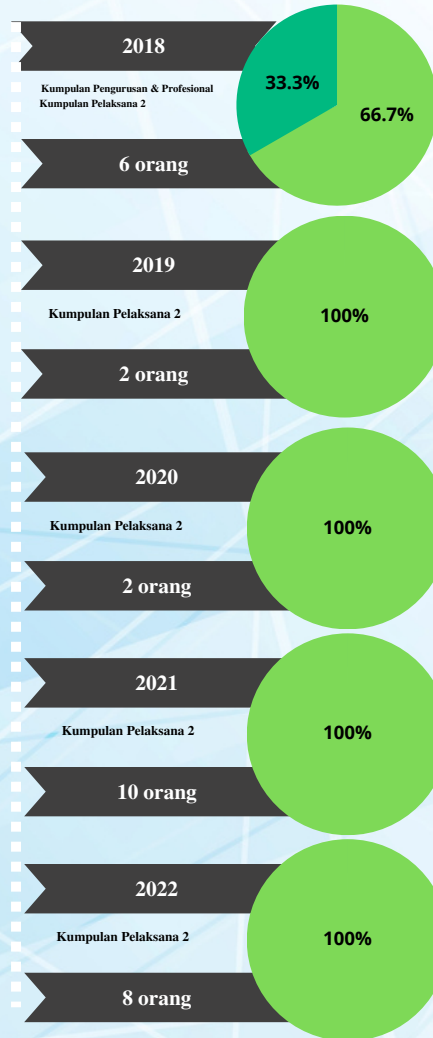 2018
Kumpulan Pengurusan & Profesional
Kumpulan Pelaksana 2
33.3%
66.7%
6 orang
2019
Kumpulan Pelaksana 2
100%
2 orang
2020
Kumpulan Pelaksana 2
100%
2 orang
2021
Kumpulan Pelaksana 2
100%
10 orang
2022
Kumpulan Pelaksana 2
100%
8 orang